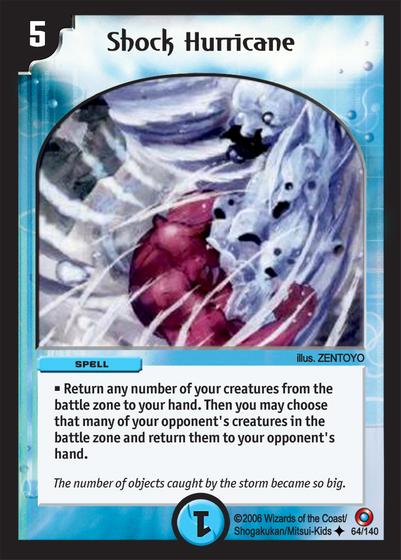 5
Shock Hurricane
illus. ZENTOYO
SPELL
▪ Return any number of your creatures from the
battle zone to your hand. Then you may choose
that many of your opponent's creatures in the
battle zone and return them to your opponent's
hand.
The number of objects caught by the storm became so big.
1
©2006 Wizards of the Coast/
Shogakukan/Mitsui-Kids ✦ 64/140